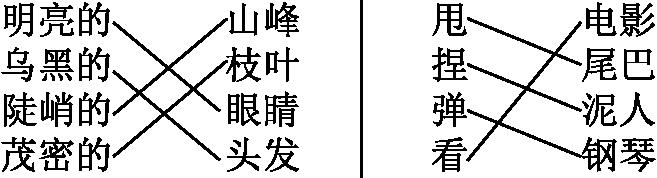 明亮的 山峰 甩 电影
乌黑的 枝叶 捏 尾巴
陡峭的 眼睛 弹 泥人
茂密的 头发 看 钢琴